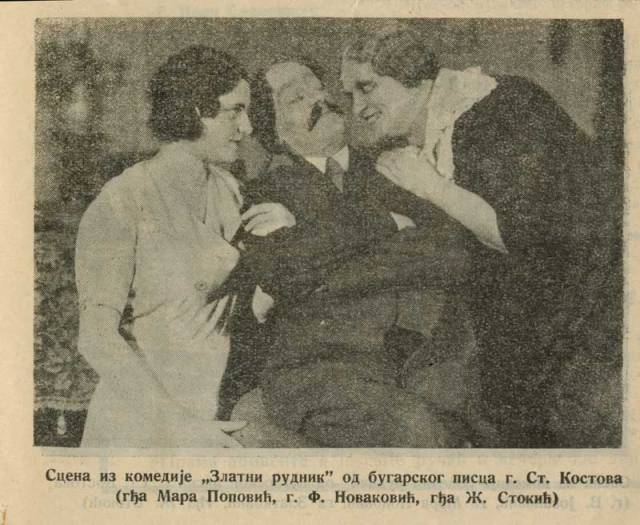 Сцена из комедије „Златни рудник” од бугарског писца г. Ст. Костова
(гђа Мара Поповић, г. Ф. Новаковић, гђа Ж. Стокић)